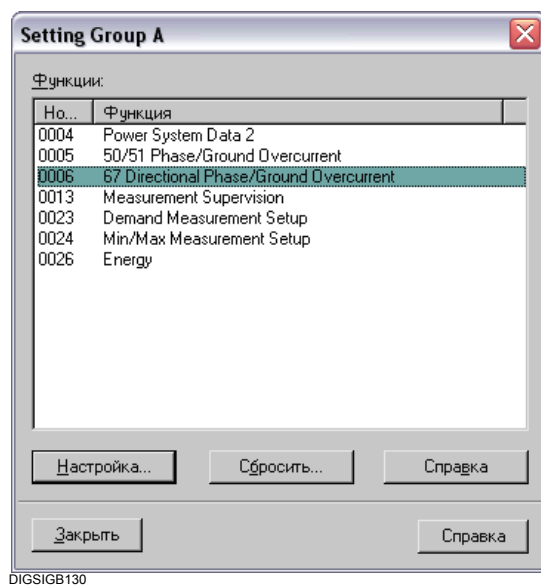 Setting Group A
Функции:
Но... Функция
0004 Power System Data 2
0005 50/51 Phase/Ground Overcurrent
0006 67 Directional Phase/Ground Overcurrent
0013 Measurement Supervision
0023 Demand Measurement Setup
0024 Min/Max Measurement Setup
0026 Energy
Настройка... Сбросить... Справка
Закрыть Справка
DIGSIGB130